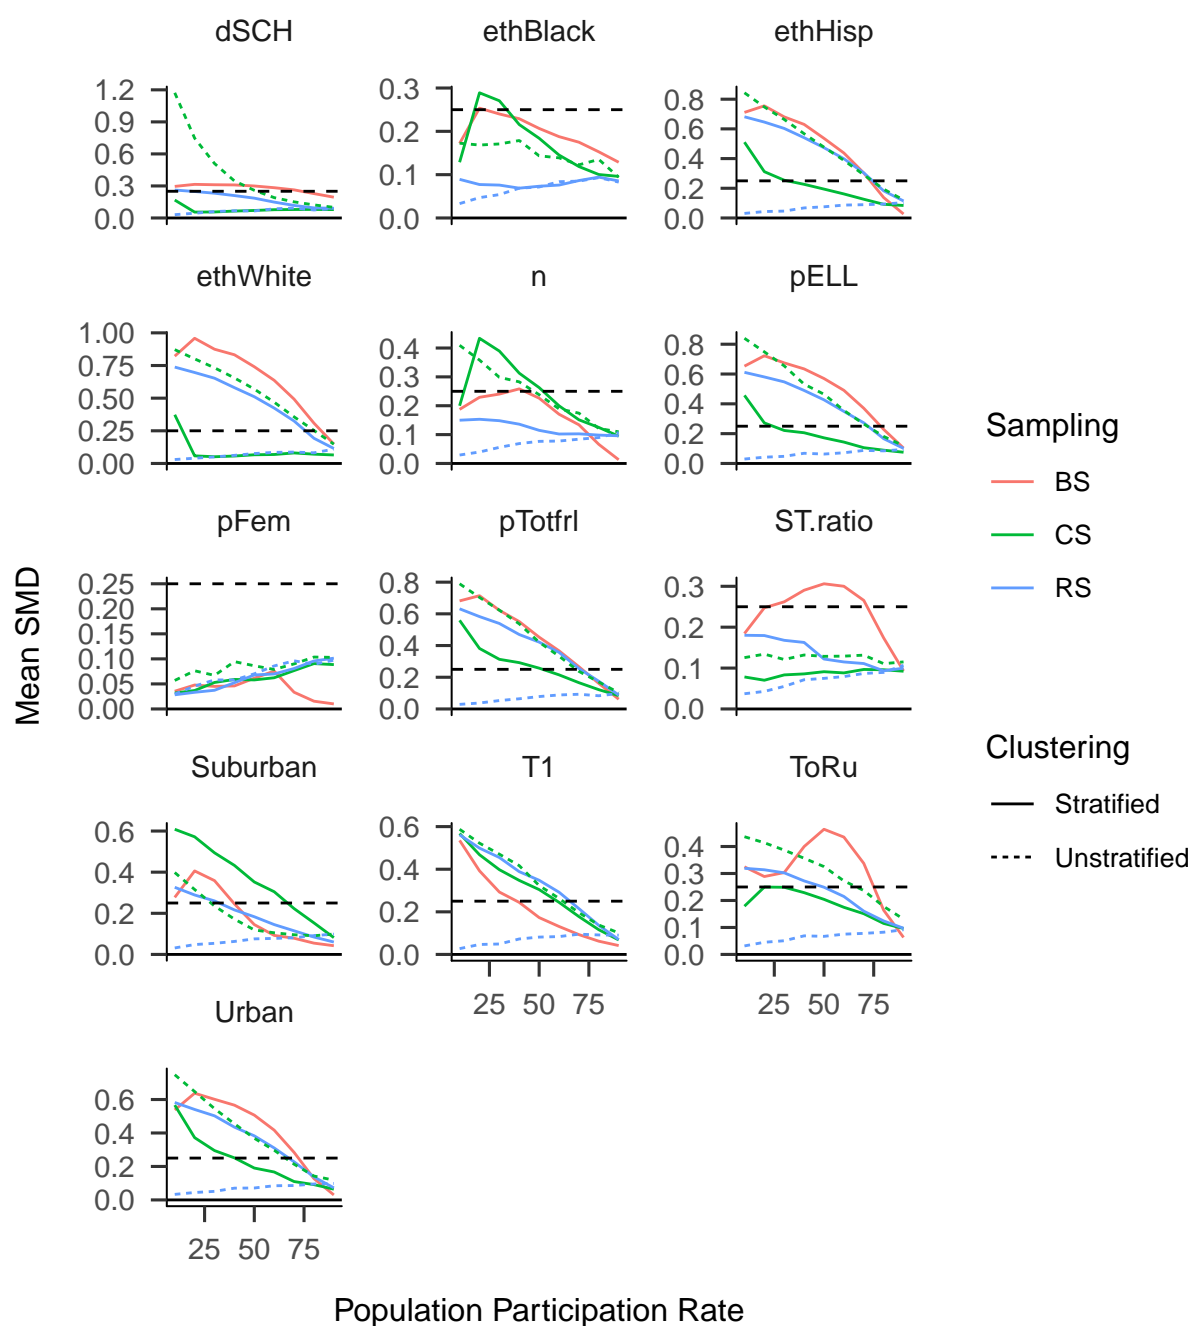 dSCH ethBlack ethHisp
1.2 0.9 0.6 0.3 0.0
0.3 0.2 0.1 0.0
0.8 0.6 0.4 0.2 0.0
ethWhite n pELL
1.00 0.75 0.50 0.25 0.00
0.4 0.3 0.2 0.1 0.0
0.8 0.6 0.4 0.2 0.0
pFem pTotfrl ST.ratio
0.25 0.20 0.15 0.10 0.05 0.00
0.8 0.6 0.4 0.2 0.0
0.3 0.2 0.1 0.0
Suburban T1 ToRu
0.6 0.4 0.2 0.0
0.6 0.4 0.2 0.0
0.4 0.3 0.2 0.1 0.0
25 50 75
25 50 75
Urban
0.6 0.4 0.2 0.0
25 50 75
Mean SMD
Population Participation Rate
Sampling
BS
CS
RS
Clustering
Stratified
Unstratified